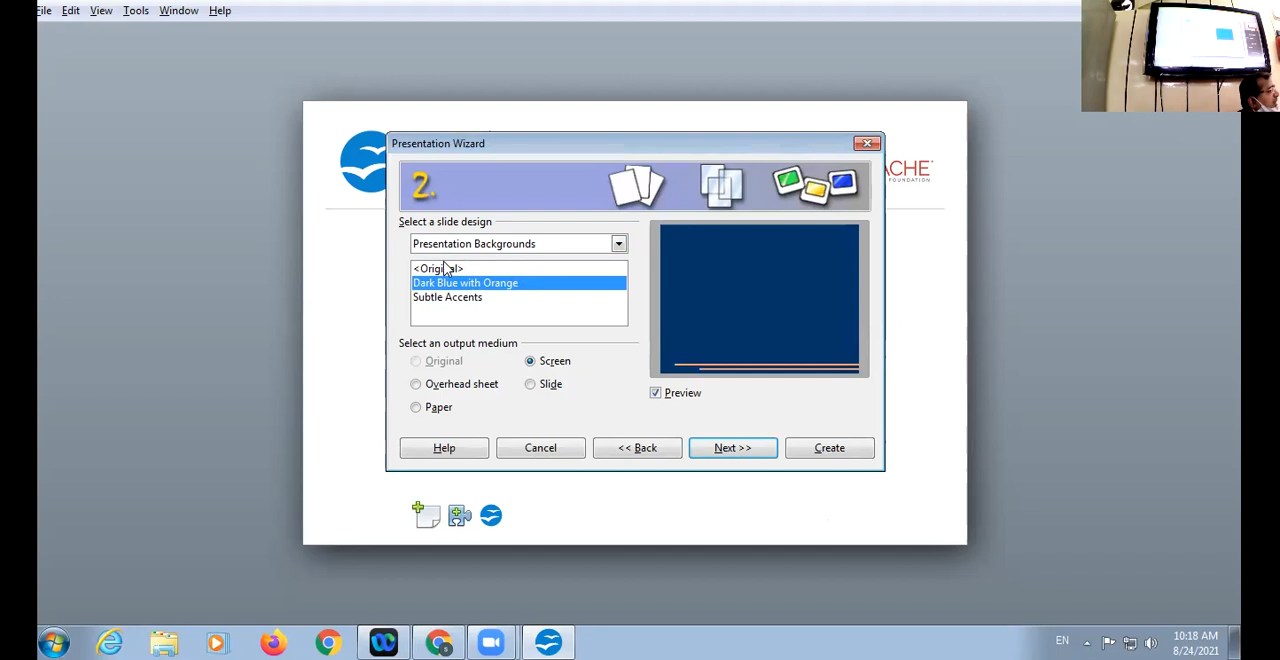 File Edit View Tools Window Help
Presentation Wizard
ACHE
FOUNDATION
2.
Select a slide design
Presentation Backgrounds
<Original>
Dark Blue with Orange
Subtle Accents
Select an output medium
Original
Screen
Overhead sheet
Slide
Paper
Preview
Help
Cancel
<< Back
Next >>
Create
EN
10:18 AM
8/24/2021